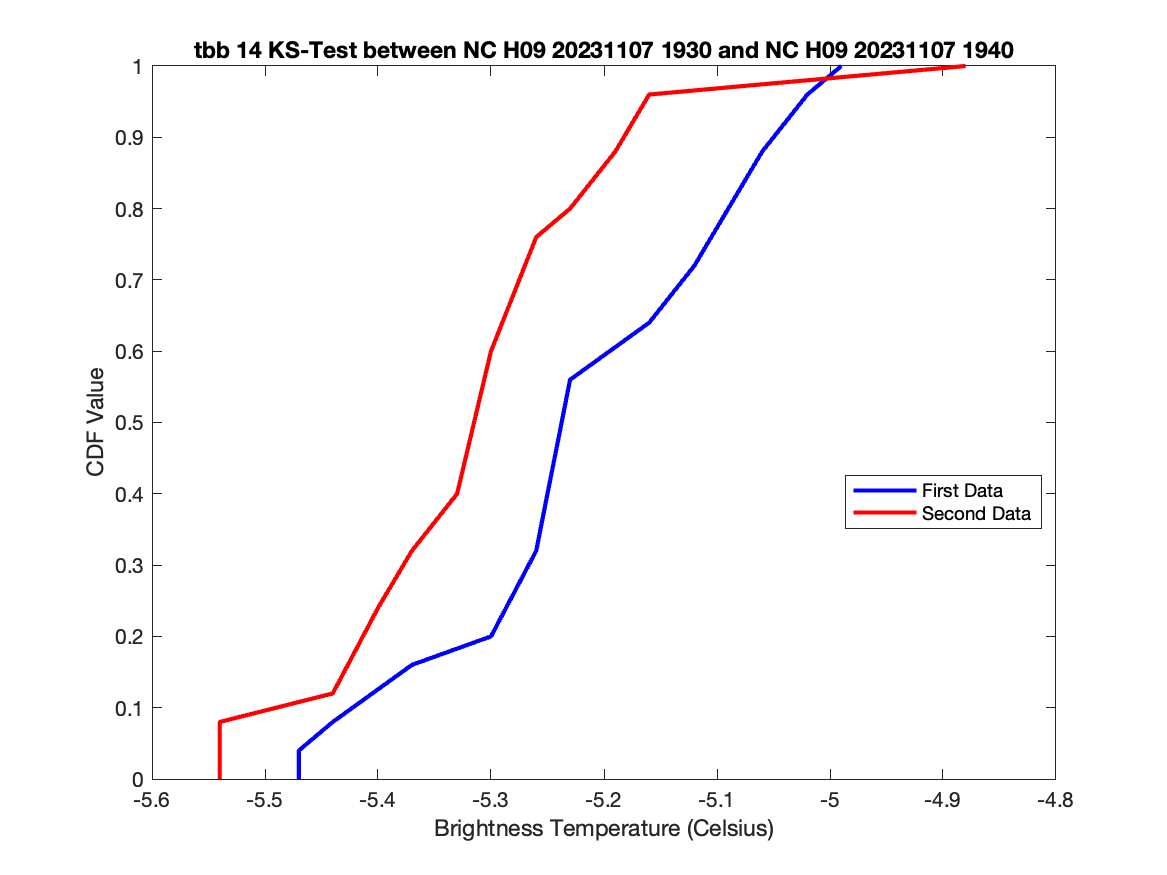 tbb 14 KS-Test between NC H09 20231107 1930 and NC H09 20231107 1940
1
0.9
0.8
0.7
0.6
0.5
0.4
0.3
0.2
0.1
0
CDF Value
First Data
Second Data
-5.6 -5.5 -5.4 -5.3 -5.2 -5.1 -5 -4.9 -4.8
Brightness Temperature (Celsius)